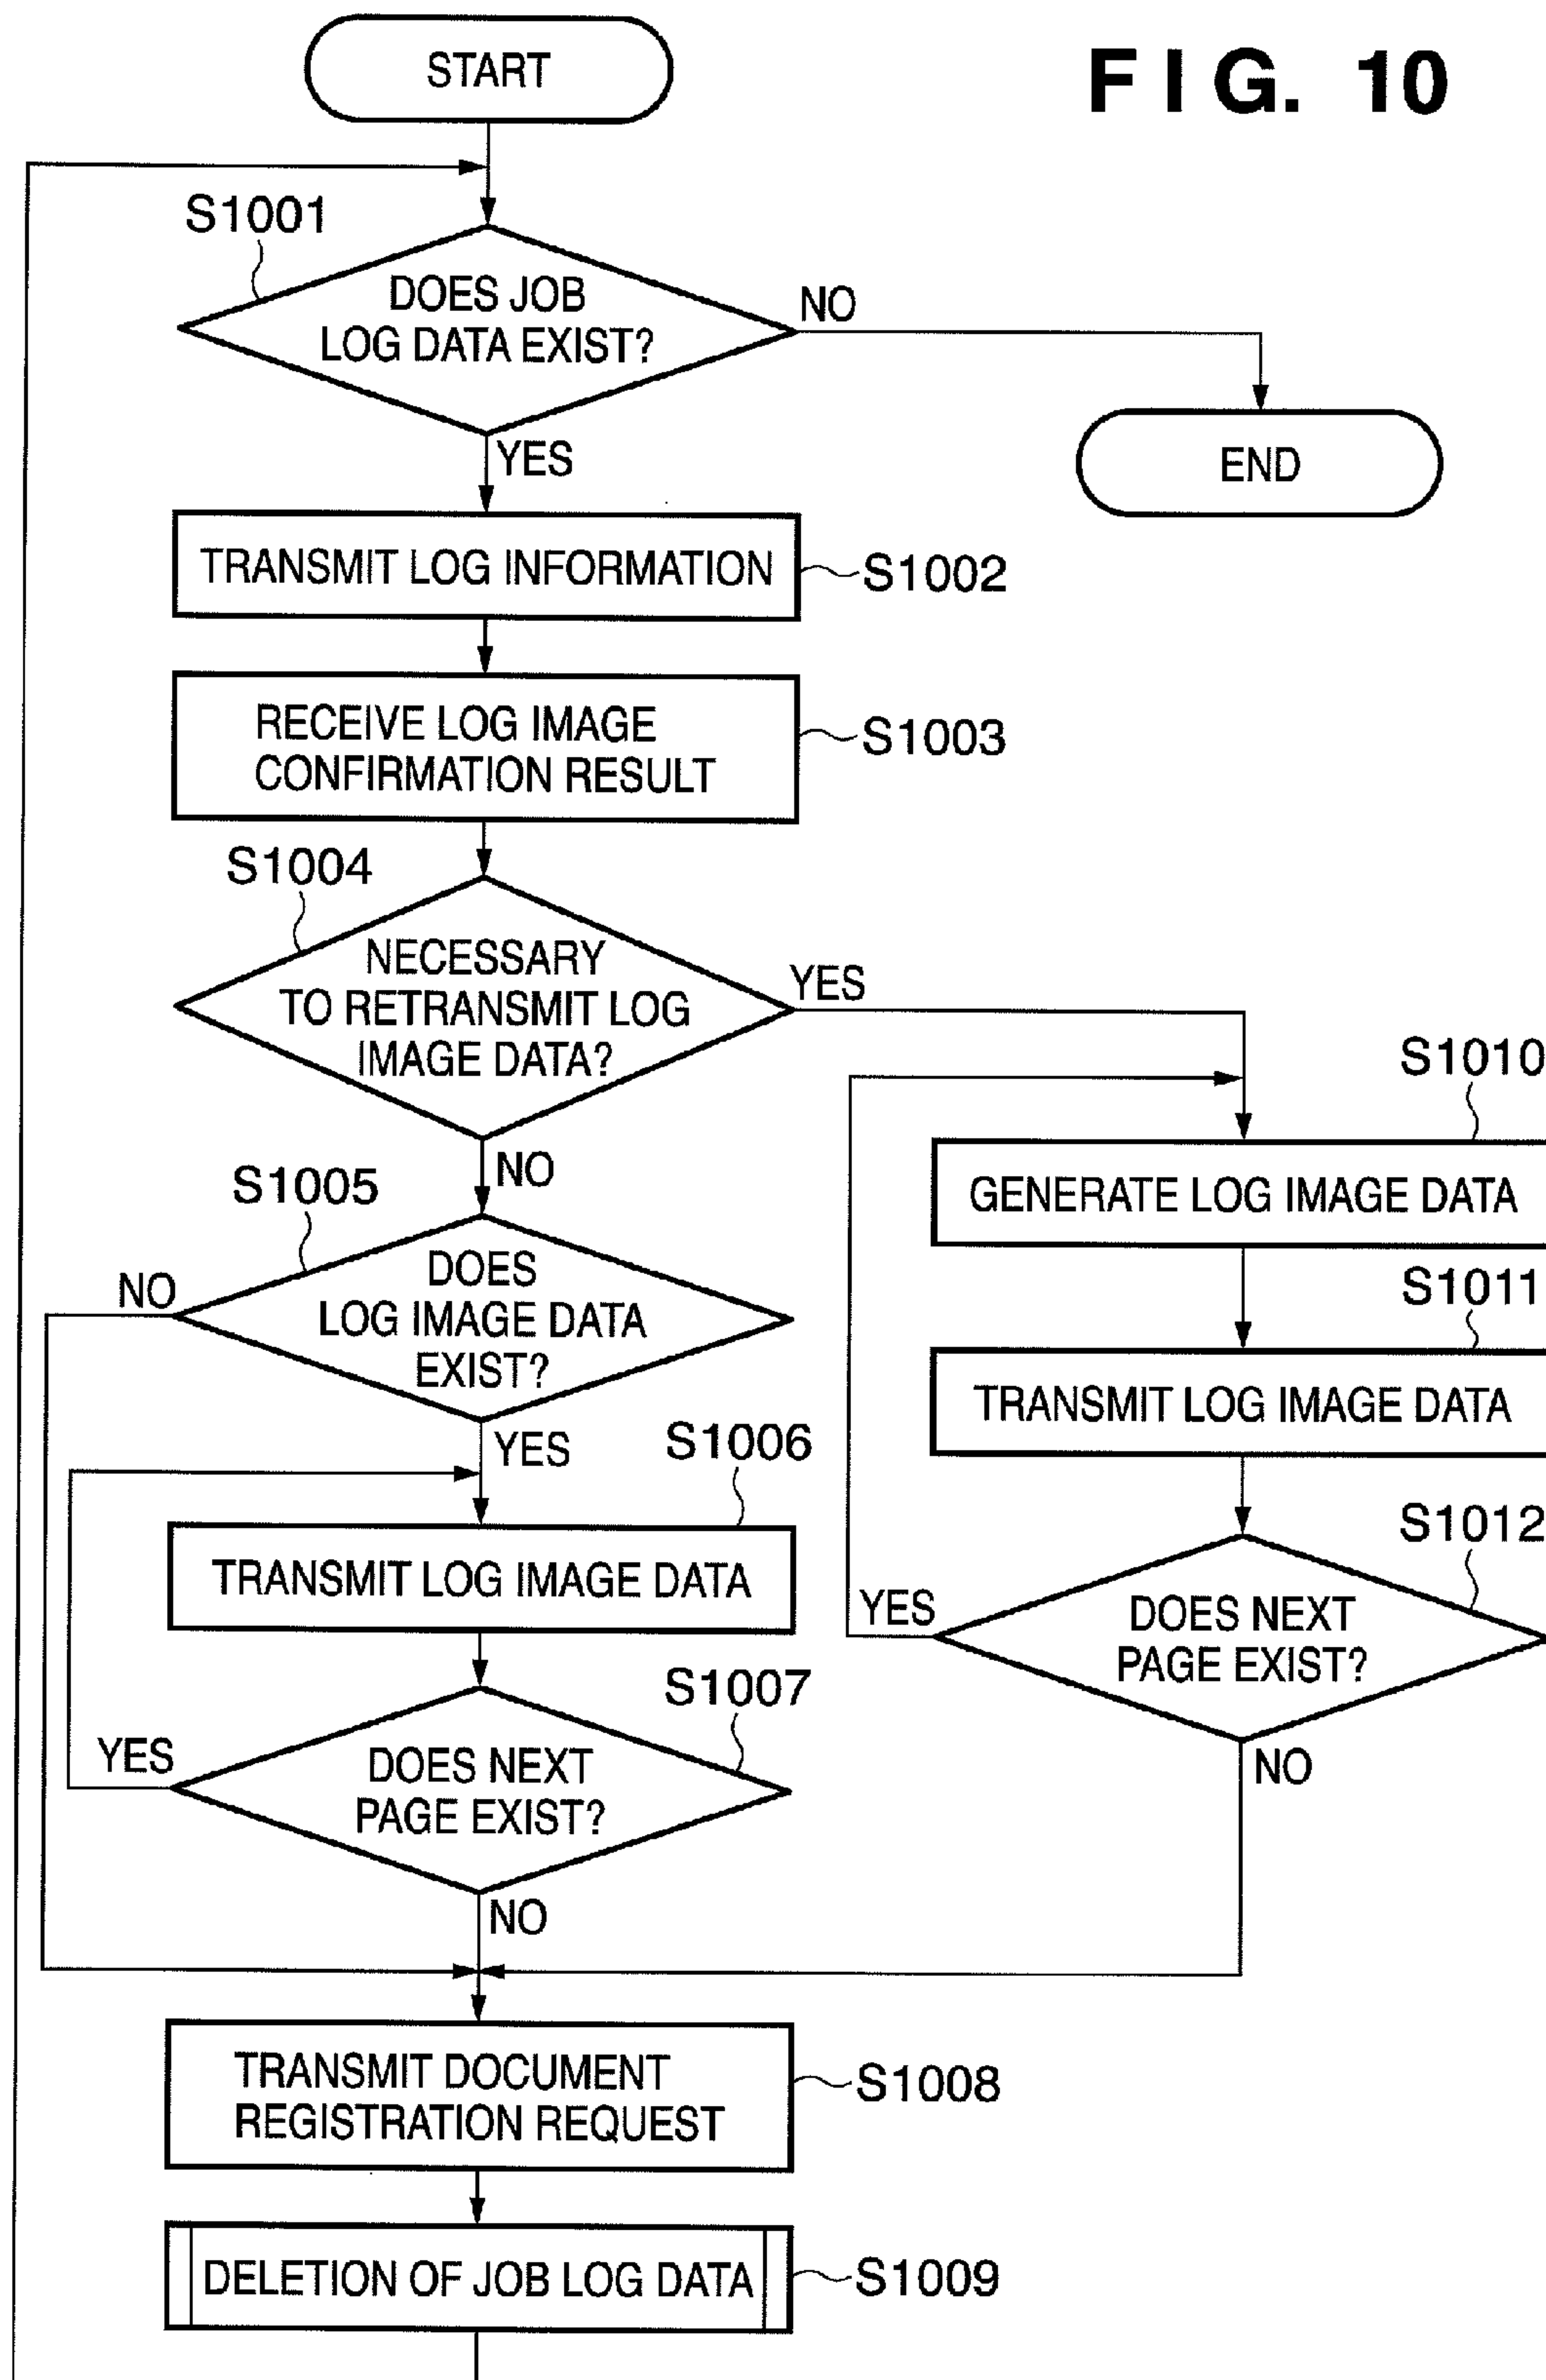 START
FIG. 10
S1001
DOES JOB
LOG DATA EXIST?
NO
YES
END
TRANSMIT LOG INFORMATION
S1002
RECEIVE LOG IMAGE
CONFIRMATION RESULT
S1003
S1004
NECESSARY
TO RETRANSMIT LOG
IMAGE DATA?
YES
NO
S1010
GENERATE LOG IMAGE DATA
S1005
DOES
LOG IMAGE DATA
EXIST?
NO
YES
S1011
TRANSMIT LOG IMAGE DATA
S1006
TRANSMIT LOG IMAGE DATA
S1012
DOES NEXT
PAGE EXIST?
YES
NO
S1007
DOES NEXT
PAGE EXIST?
YES
NO
TRANSMIT DOCUMENT
REGISTRATION REQUEST
S1008
DELETION OF JOB LOG DATA
S1009